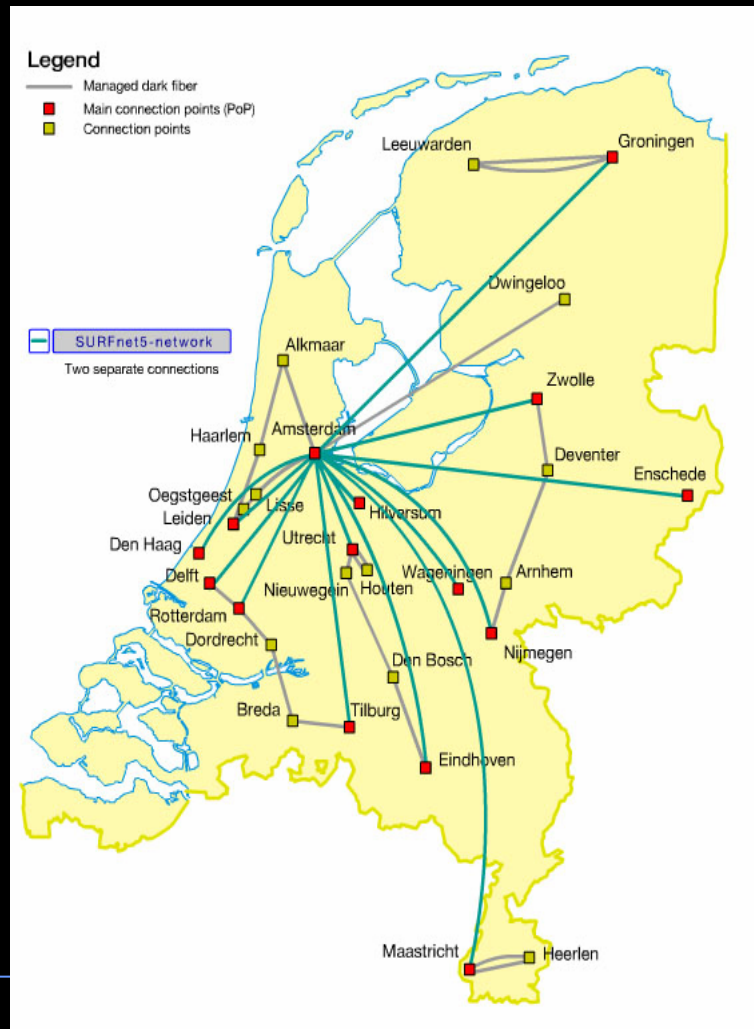 Legend
Managed dark fiber
Main connection points (PoP)
Connection points
Leeuwarden
Groningen
Dwingeloo
SURFnet5-network
Two separate connections
Alkmaar
Zwolle
Haarlem
Amsterdam
Deventer
Enschede
Oegstgeest
Lisse
Leiden
Hilversum
Den Haag
Utrecht
Delft
Nieuwegein
Houten
Wageningen
Arnhem
Rotterdam
Dordrecht
Nijmegen
Den Bosch
Breda
Tilburg
Eindhoven
Maastricht
Heerlen